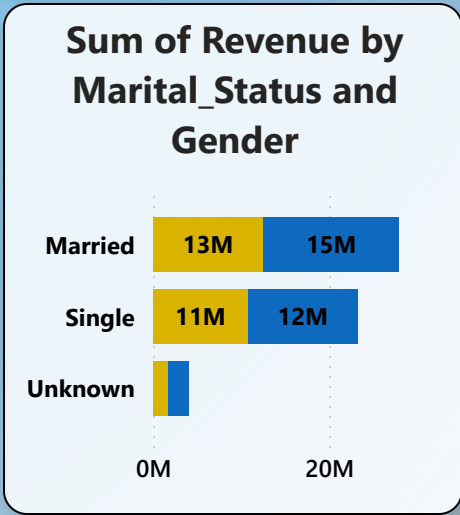 Sum of Revenue by
Marital_Status and
Gender
Married 13M 15M
Single 11M 12M
Unknown
0M 20M